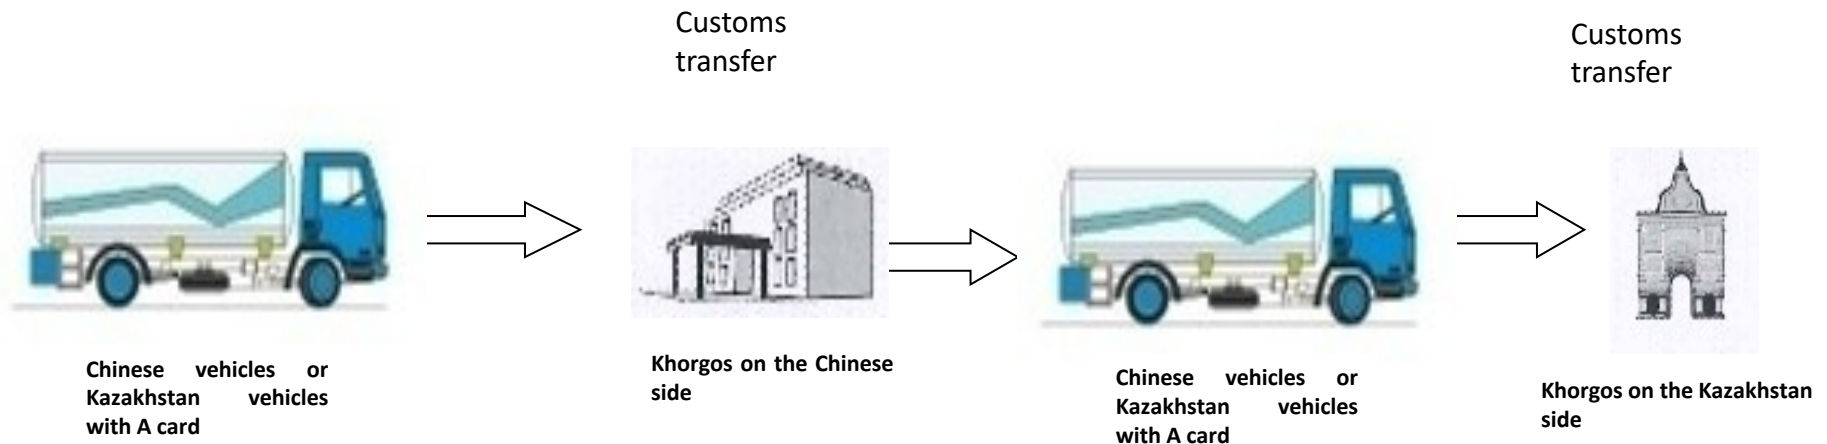 Customs
transfer
Customs
transfer
Chinese vehicles or
Kazakhstan vehicles
with A card
Khorgos on the Chinese
side
Chinese vehicles or
Kazakhstan vehicles
with A card
Khorgos on the Kazakhstan
side